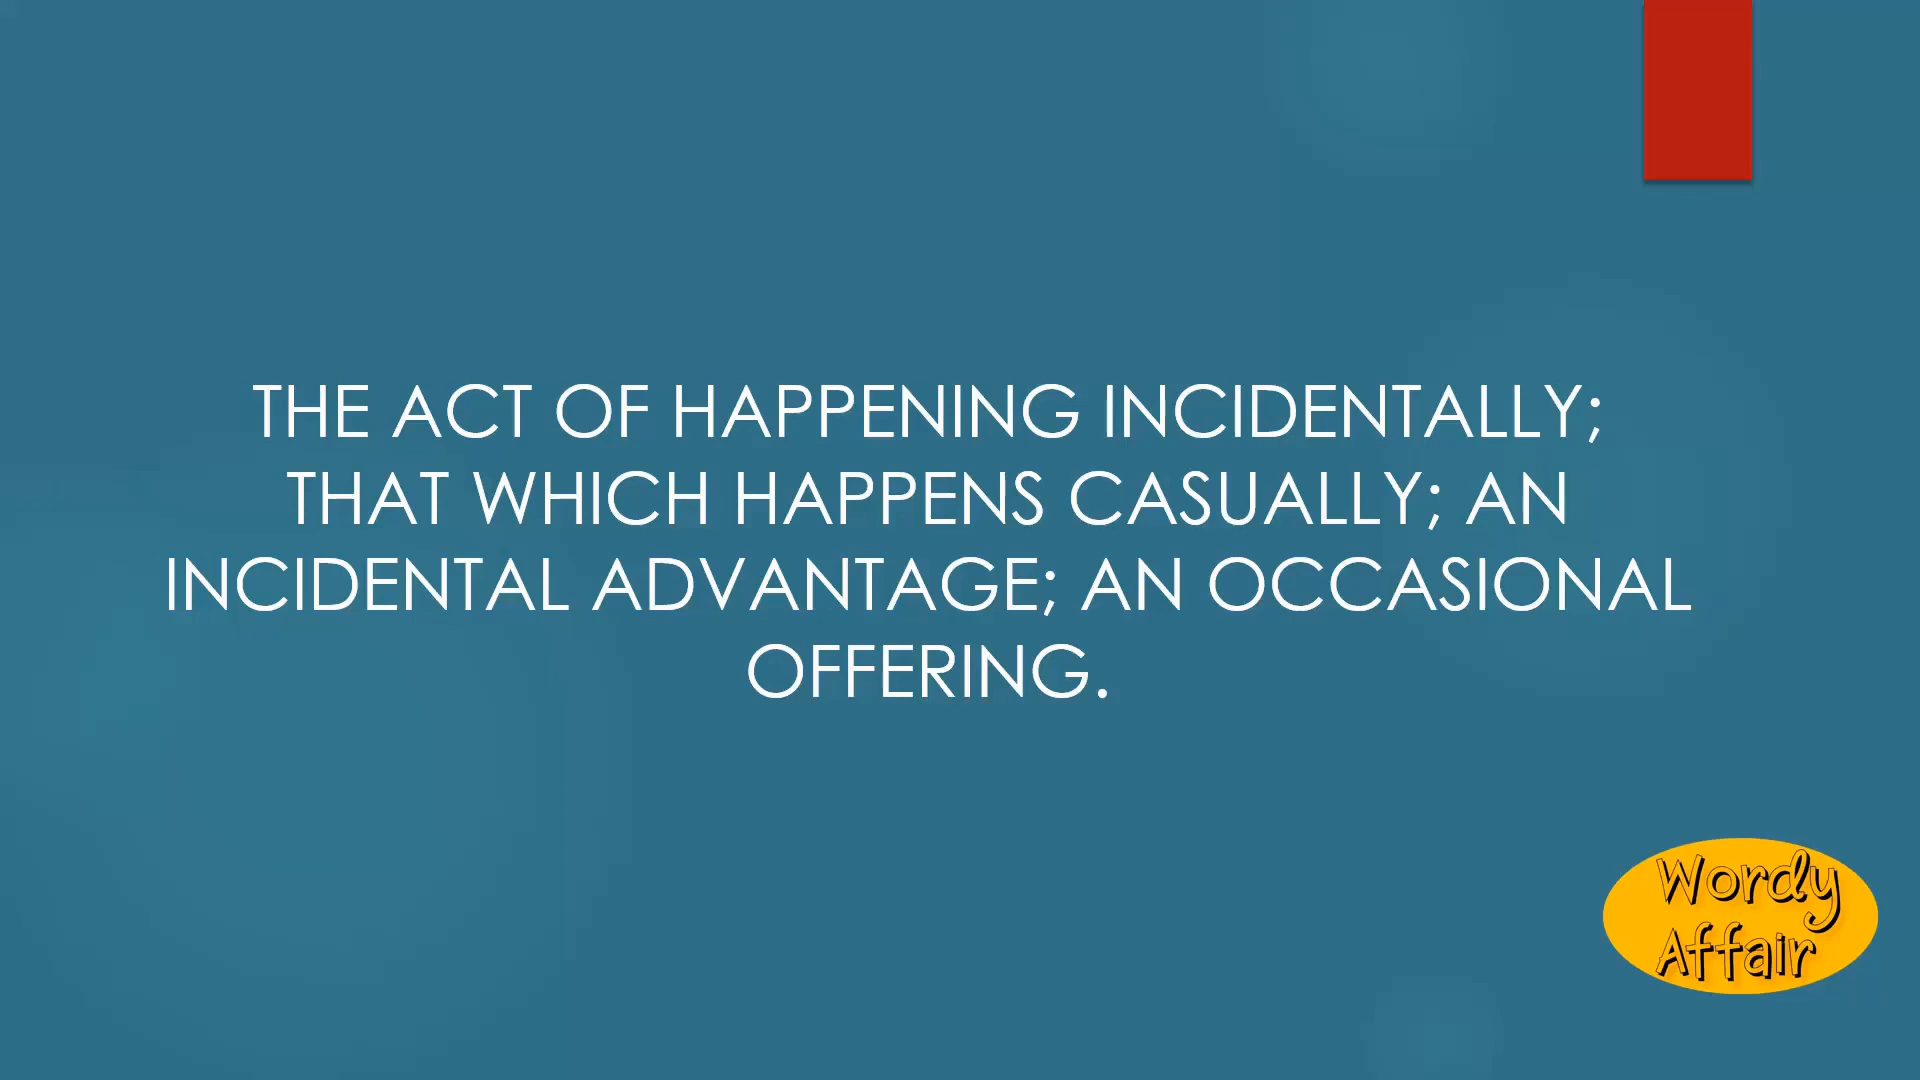 THE ACT OF HAPPENING INCIDENTALLY;
THAT WHICH HAPPENS CASUALLY; AN
INCIDENTAL ADVANTAGE; AN OCCASIONAL
OFFERING.
Wordy
Affair